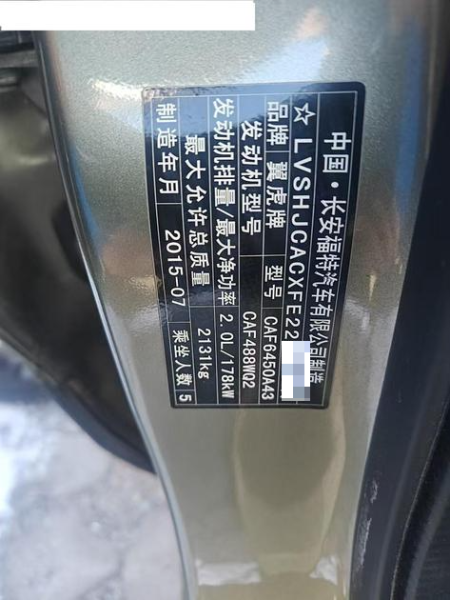 中国·长安福特汽车有限公司制造
☆LVSHJCACXFE22
品牌 翼虎牌 型号 CAF6450A43
发动机型号 CAF488WQ2
发动机排量/最大净功率 2.0L/178kW
最大允许总质量 2131kg
制造年月 2015-07 乘坐人数 5